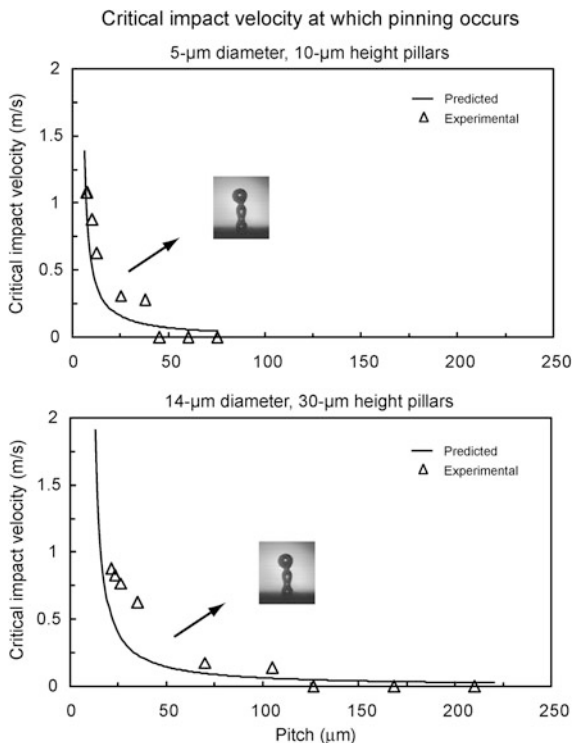 Critical impact velocity at which pinning occurs
5-µm diameter, 10-µm height pillars
2
1.5
1
0.5
0
Critical impact velocity (m/s)
Predicted
Experimental
0 50 100 150 200 250
14-µm diameter, 30-µm height pillars
2
1.5
1
0.5
0
Critical impact velocity (m/s)
Predicted
Experimental
0 50 100 150 200 250
Pitch (µm)